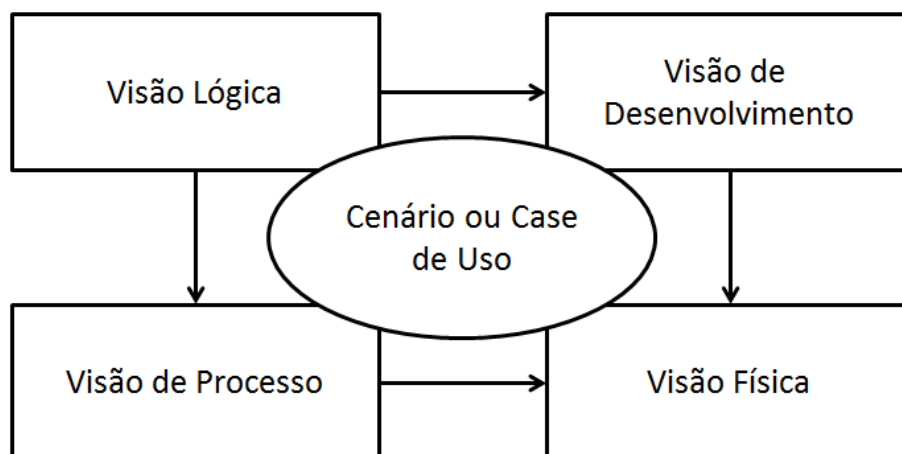 Visão Lógica
Visão de
Desenvolvimento
Cenário ou Case
de Uso
Visão de Processo
Visão Física